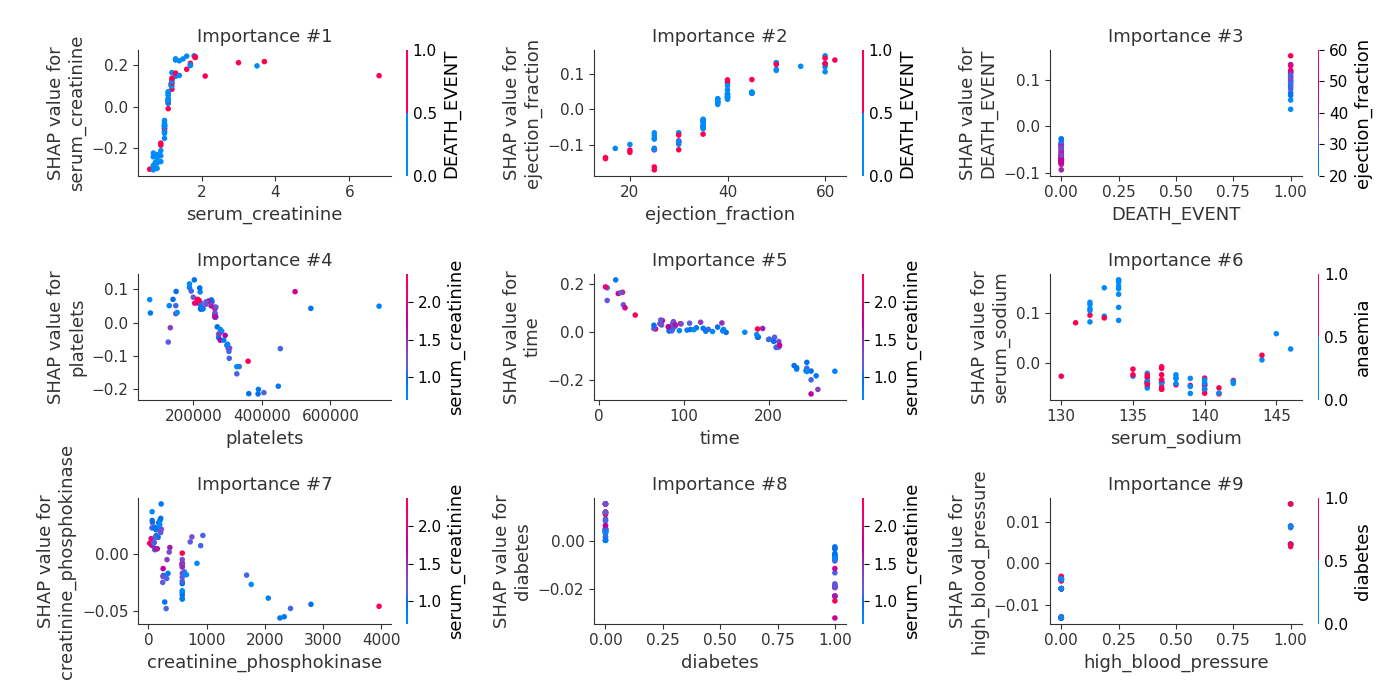 Importance #1
SHAP value for
serum_creatinine
0.2
0.0
−0.2
2
4
6
serum_creatinine
1.0
0.5
0.0
DEATH_EVENT
Importance #2
SHAP value for
ejection_fraction
0.1
0.0
−0.1
20
40
60
ejection_fraction
1.0
0.5
0.0
DEATH_EVENT
Importance #3
SHAP value for
DEATH_EVENT
0.1
0.0
−0.1
0.00
0.25
0.50
0.75
1.00
DEATH_EVENT
60
50
40
30
20
ejection_fraction
Importance #4
SHAP value for
platelets
0.1
0.0
−0.1
−0.2
200000
400000
600000
platelets
2.0
1.5
1.0
serum_creatinine
Importance #5
SHAP value for
time
0.2
0.0
−0.2
0
100
200
time
2.0
1.5
1.0
serum_creatinine
Importance #6
SHAP value for
serum_sodium
0.1
0.0
130
135
140
145
serum_sodium
1.0
0.5
0.0
anaemia
Importance #7
SHAP value for
creatinine_phosphokinase
0.00
−0.05
0
1000
2000
3000
4000
creatinine_phosphokinase
2.0
1.5
1.0
serum_creatinine
Importance #8
SHAP value for
diabetes
0.00
−0.02
0.00
0.25
0.50
0.75
1.00
diabetes
2.0
1.5
1.0
serum_creatinine
Importance #9
SHAP value for
high_blood_pressure
0.01
0.00
−0.01
0.00
0.25
0.50
0.75
1.00
high_blood_pressure
1.0
0.5
0.0
diabetes